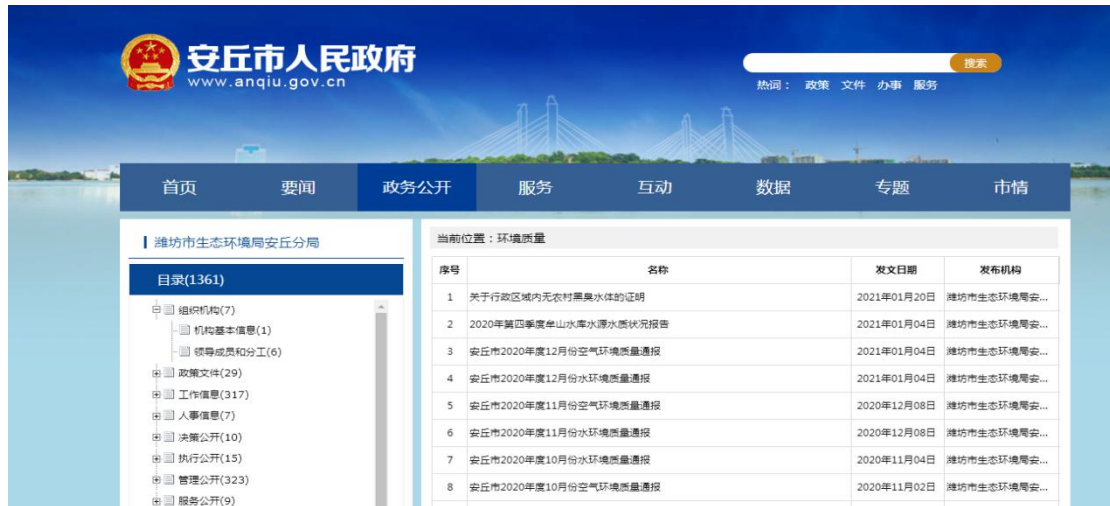 安丘市人民政府
www.anqiu.gov.cn
搜索
热词： 政策 文件 办事 服务
首页 要闻 政务公开 服务 互动 数据 专题 市情
潍坊市生态环境局安丘分局
目录(1361)
组织机构(7)
机构基本信息(1)
领导成员和分工(6)
政策文件(29)
工作信息(317)
人事信息(7)
决策公开(10)
执行公开(15)
管理公开(323)
服务公开(9)
当前位置：环境质量
序号 名称 发文日期 发布机构
1 关于行政区域内无农村黑臭水体的证明 2021年01月20日 潍坊市生态环境局安...
2 2020年第四季度牟山水库水源水质状况报告 2021年01月04日 潍坊市生态环境局安...
3 安丘市2020年度12月份空气环境质量通报 2021年01月04日 潍坊市生态环境局安...
4 安丘市2020年度12月份水环境质量通报 2021年01月04日 潍坊市生态环境局安...
5 安丘市2020年度11月份空气环境质量通报 2020年12月08日 潍坊市生态环境局安...
6 安丘市2020年度11月份水环境质量通报 2020年12月08日 潍坊市生态环境局安...
7 安丘市2020年度10月份水环境质量通报 2020年11月04日 潍坊市生态环境局安...
8 安丘市2020年度10月份空气环境质量通报 2020年11月02日 潍坊市生态环境局安...